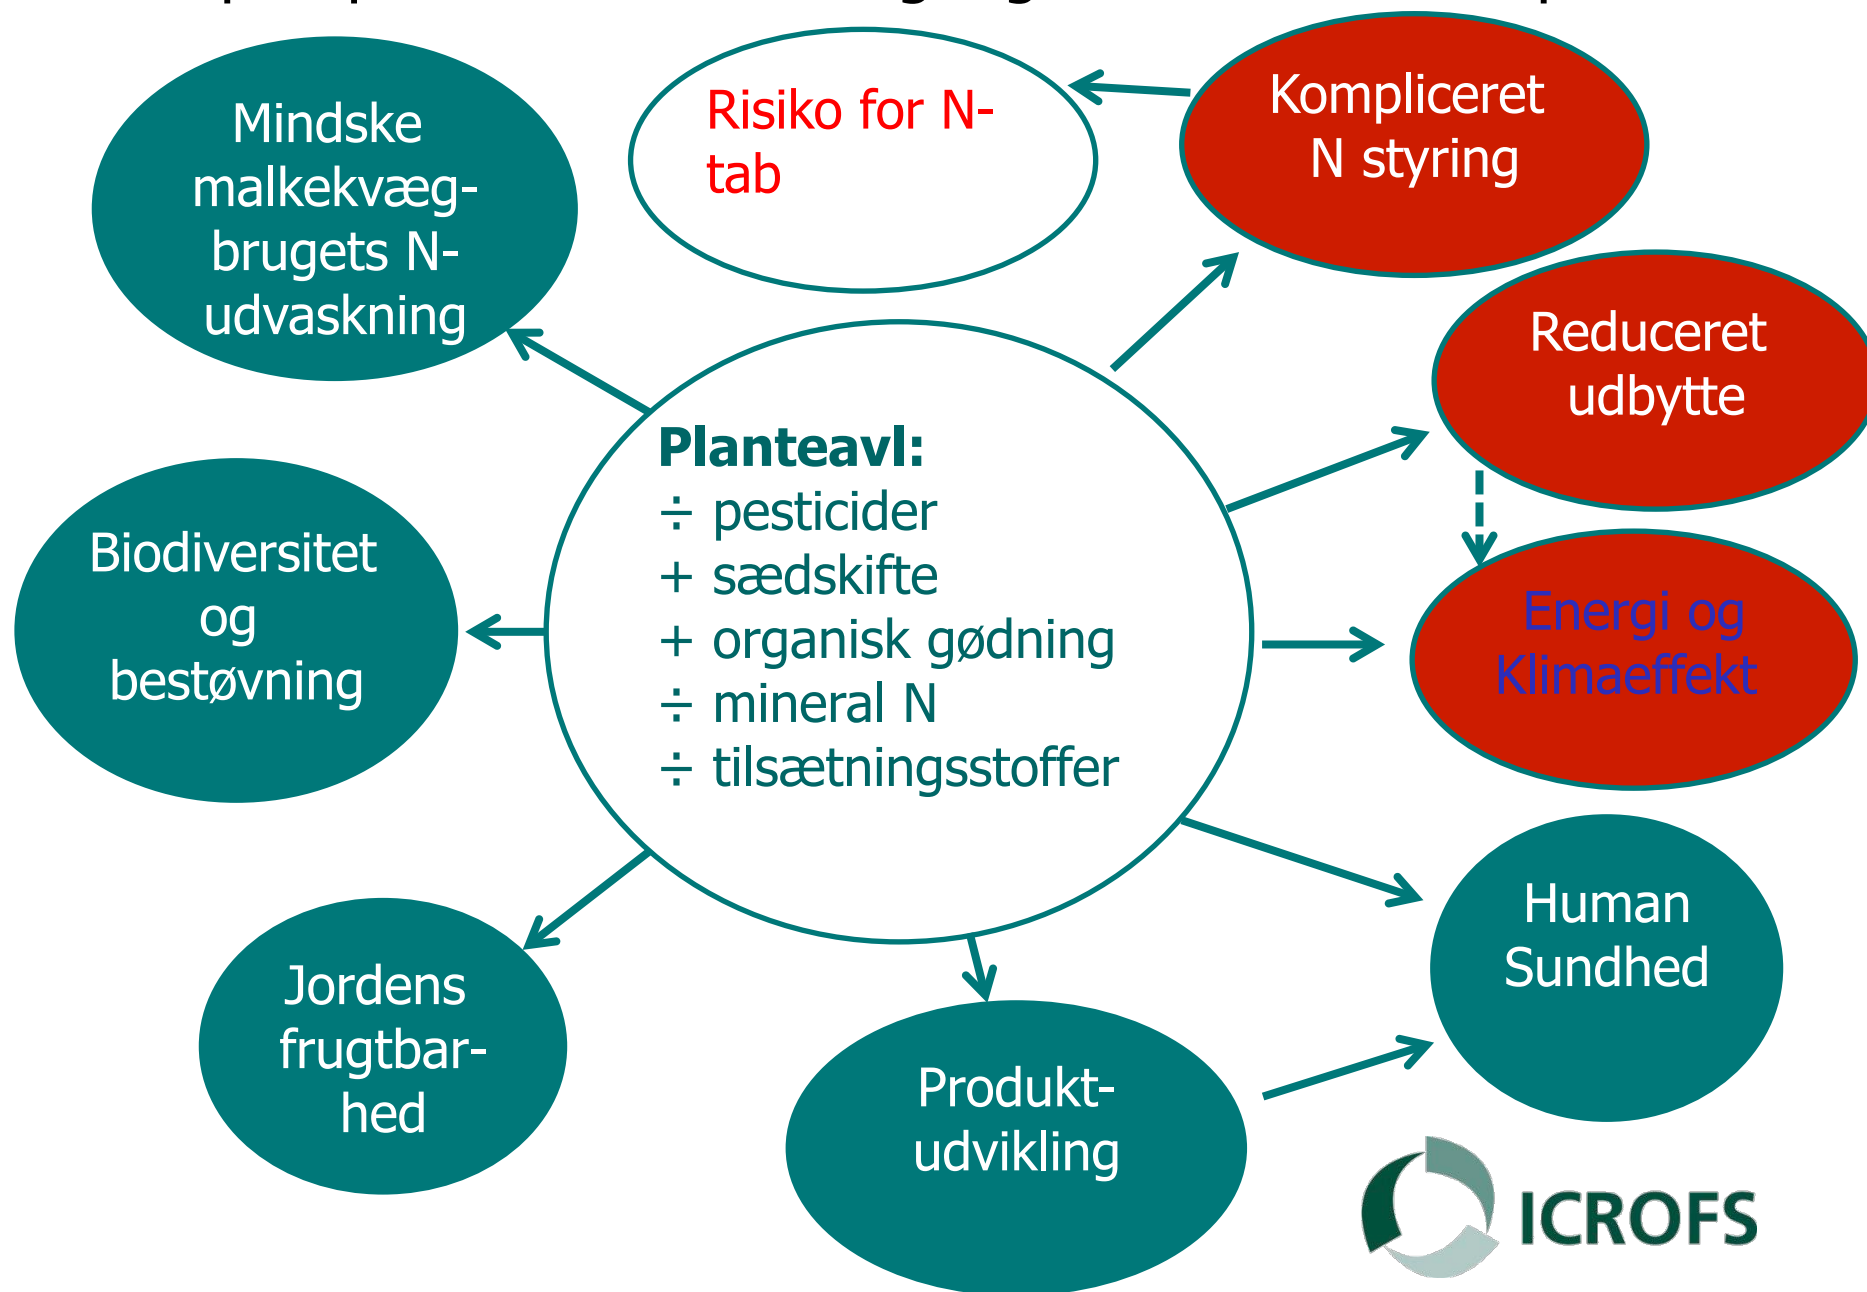 Mindske
malkekvæg-
brugets N-
udvaskning
Risiko for N-
tab
Kompliceret
N styring
Reduceret
udbytte
Planteavl:
÷ pesticider
+ sædskifte
+ organisk gødning
÷ mineral N
÷ tilsætningsstoffer
Biodiversitet
og
bestøvning
Energi og
Klimaeffekt
Human
Sundhed
Jordens
frugtbar-
hed
Produkt-
udvikling
ICROFS